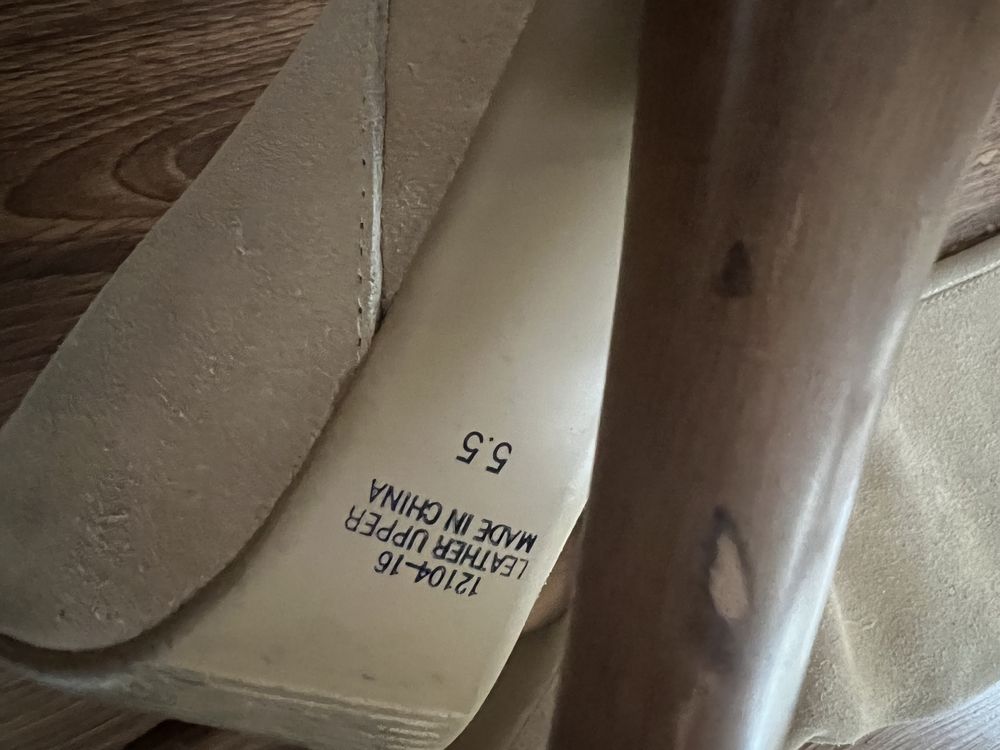 12104-16
LEATHER UPPER
MADE IN CHINA
5.5